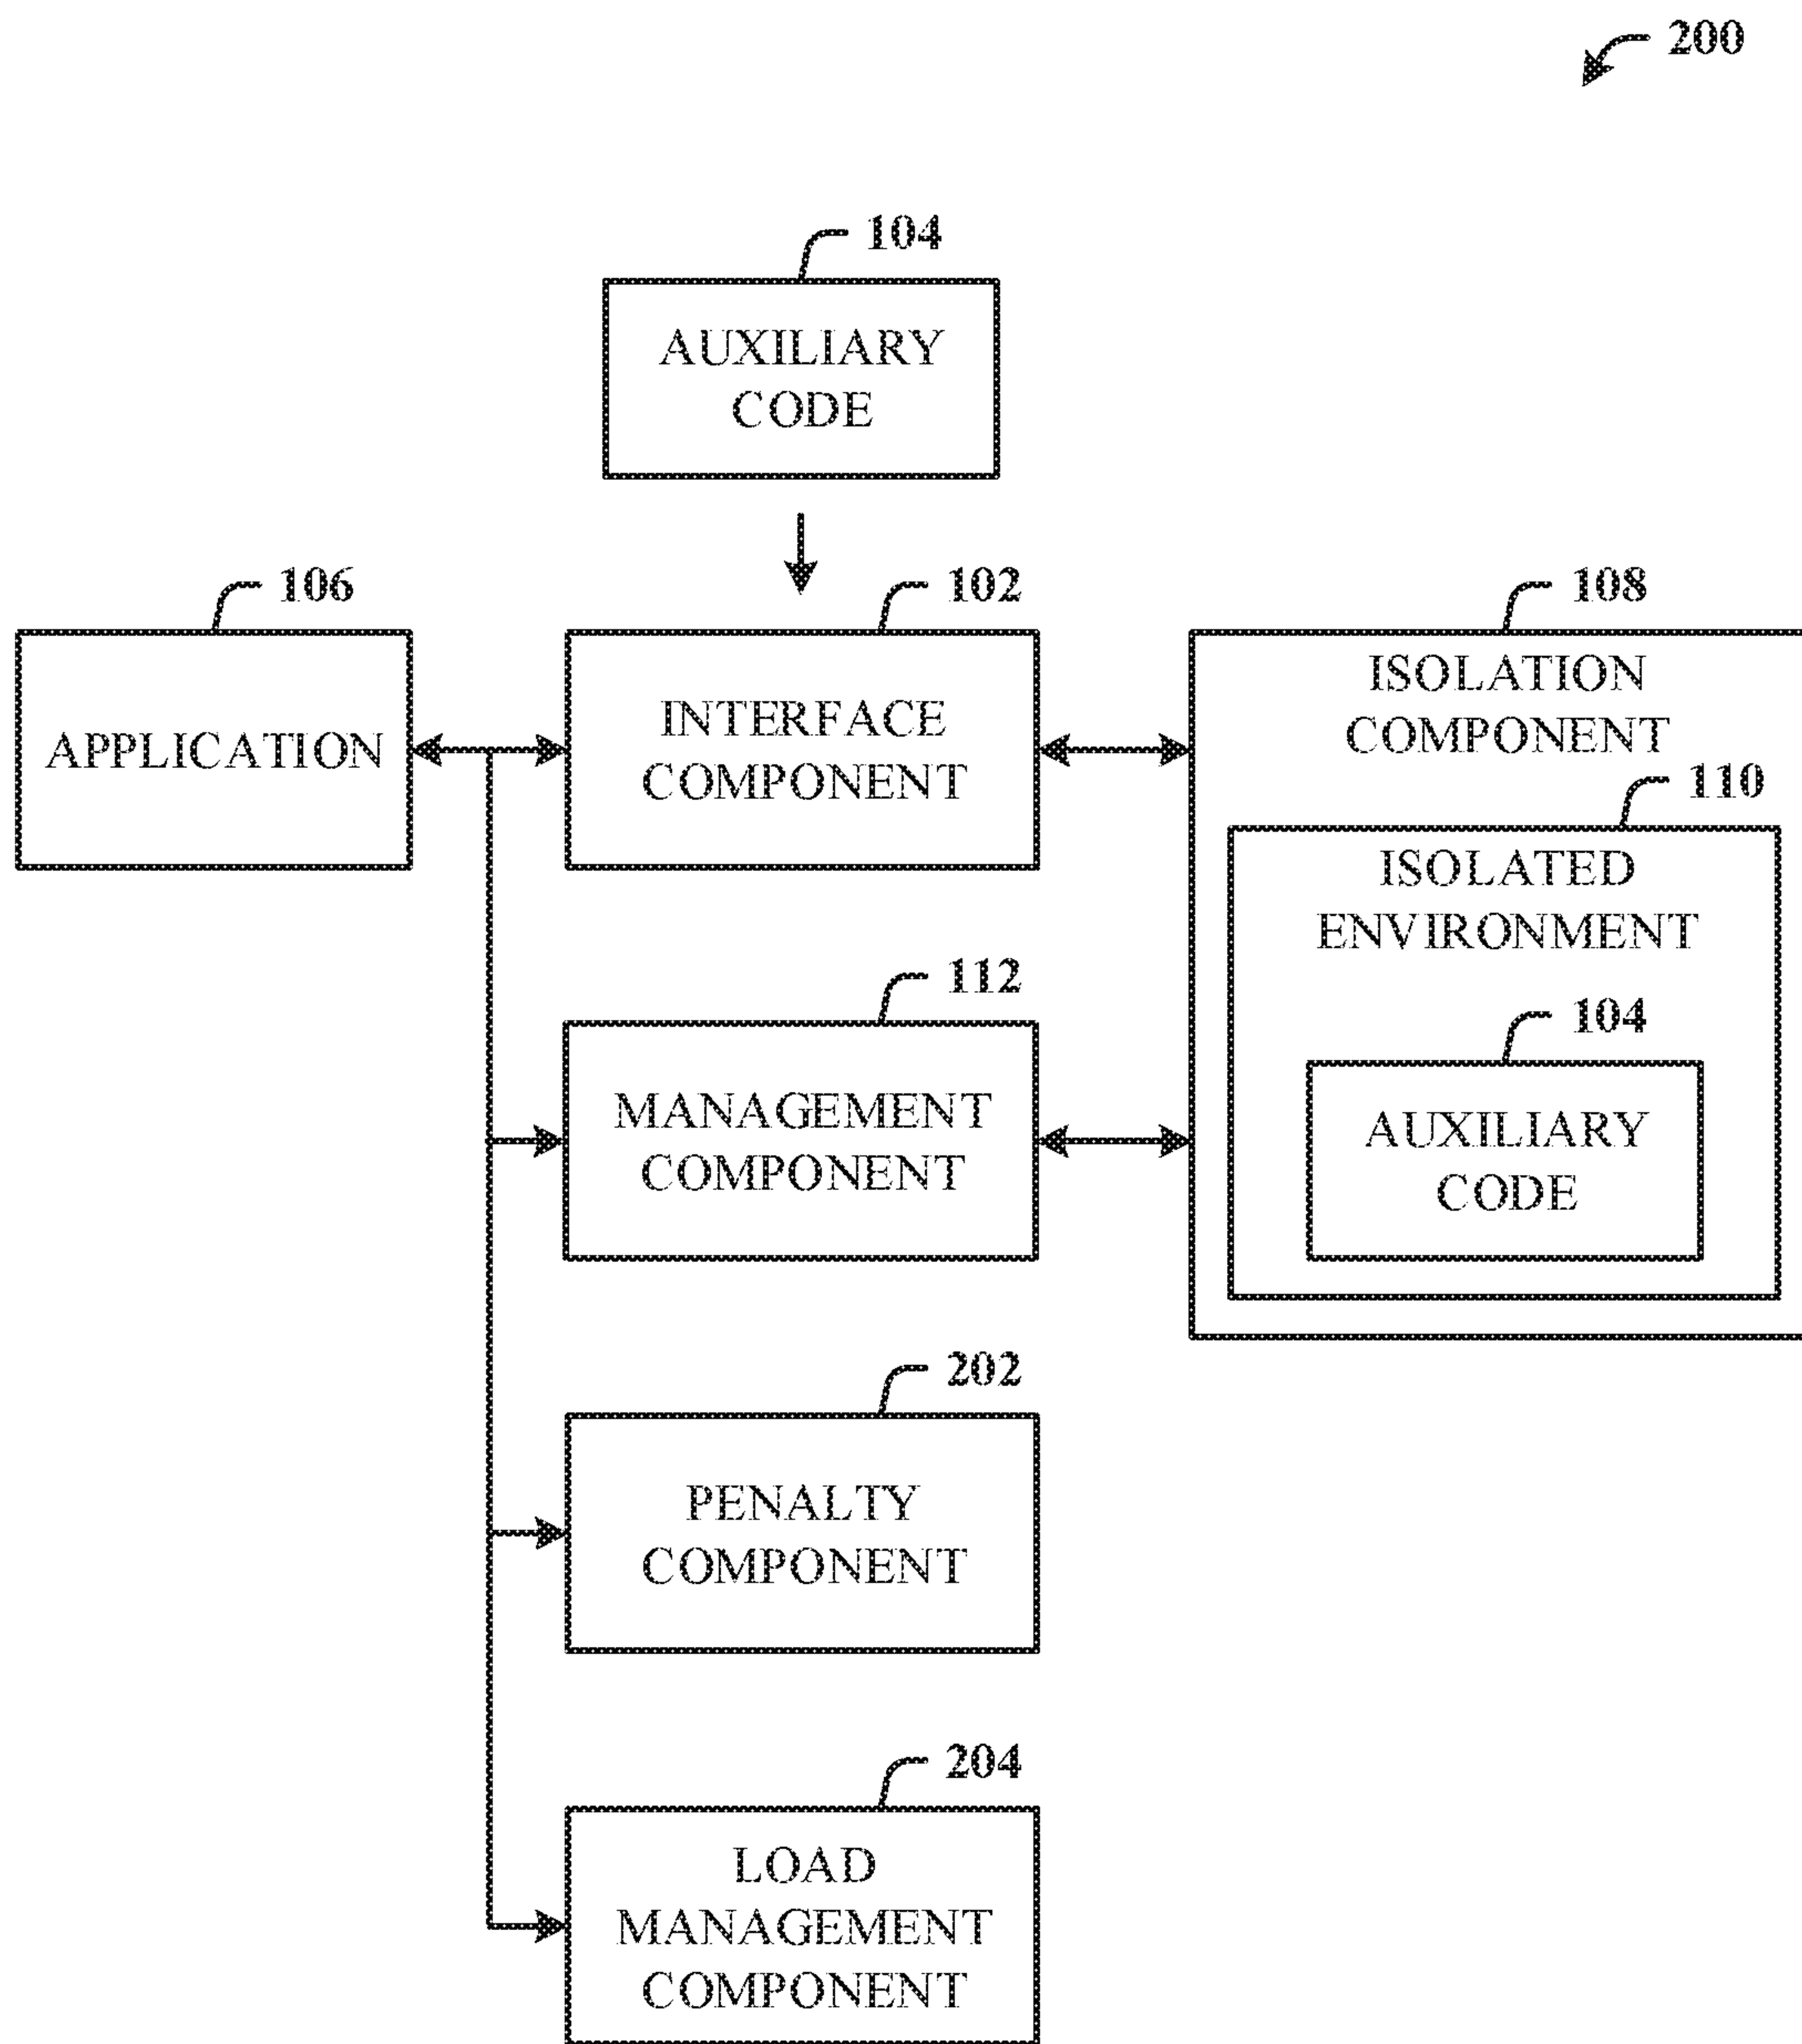 200
104
AUXILIARY
CODE
106
102
108
APPLICATION
INTERFACE
COMPONENT
ISOLATION
COMPONENT
110
ISOLATED
ENVIRONMENT
112
104
MANAGEMENT
COMPONENT
AUXILIARY
CODE
202
PENALTY
COMPONENT
204
LOAD
MANAGEMENT
COMPONENT